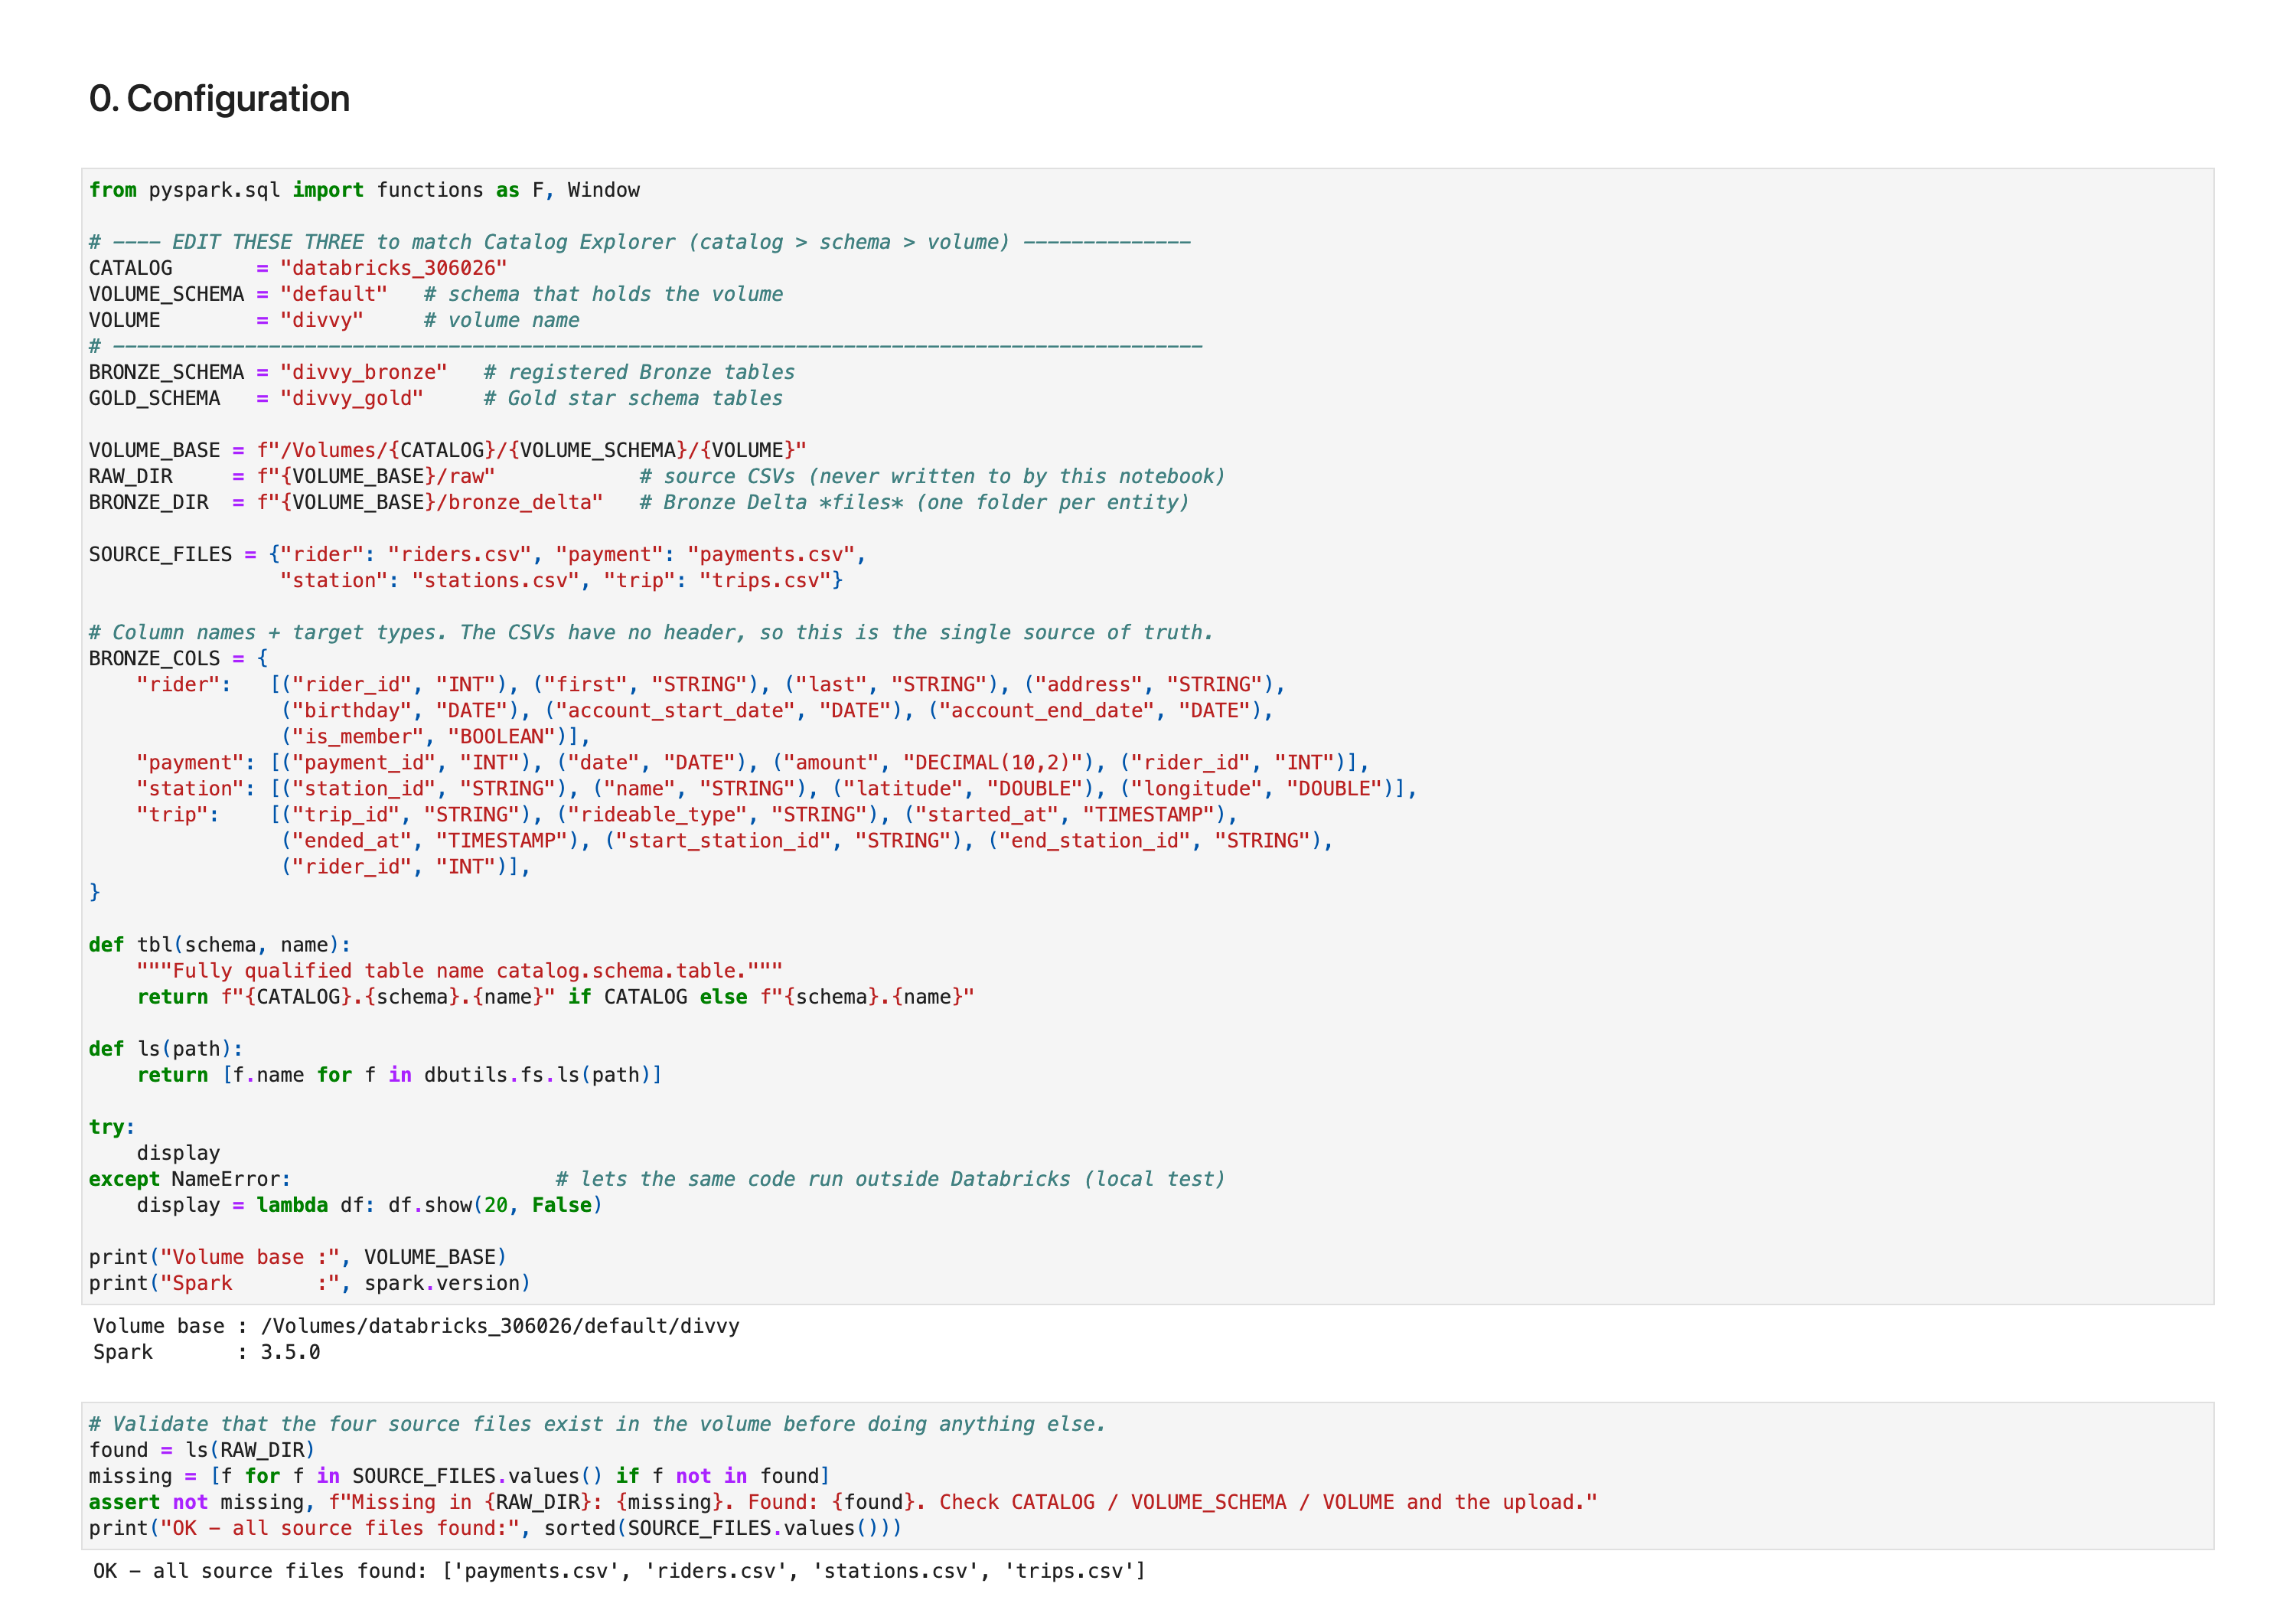 0. Configuration
from pyspark.sql import functions as F, Window
# ---- EDIT THESE THREE to match Catalog Explorer (catalog > schema > volume) --------------
CATALOG       = "databricks_306026"
VOLUME_SCHEMA = "default"   # schema that holds the volume
VOLUME        = "divvy"     # volume name
# -------------------------------------------------------------------------------------------
BRONZE_SCHEMA = "divvy_bronze"   # registered Bronze tables
GOLD_SCHEMA   = "divvy_gold"     # Gold star schema tables
VOLUME_BASE = f"/Volumes/{CATALOG}/{VOLUME_SCHEMA}/{VOLUME}"
RAW_DIR     = f"{VOLUME_BASE}/raw"            # source CSVs (never written to by this notebook)
BRONZE_DIR  = f"{VOLUME_BASE}/bronze_delta"   # Bronze Delta *files* (one folder per entity)
SOURCE_FILES = {"rider": "riders.csv", "payment": "payments.csv",
                "station": "stations.csv", "trip": "trips.csv"}
# Column names + target types. The CSVs have no header, so this is the single source of truth.
BRONZE_COLS = {
    "rider":   [("rider_id", "INT"), ("first", "STRING"), ("last", "STRING"), ("address", "STRING"),
                ("birthday", "DATE"), ("account_start_date", "DATE"), ("account_end_date", "DATE"),
                ("is_member", "BOOLEAN")],
    "payment": [("payment_id", "INT"), ("date", "DATE"), ("amount", "DECIMAL(10,2)"), ("rider_id", "INT")],
    "station": [("station_id", "STRING"), ("name", "STRING"), ("latitude", "DOUBLE"), ("longitude", "DOUBLE")],
    "trip":    [("trip_id", "STRING"), ("rideable_type", "STRING"), ("started_at", "TIMESTAMP"),
                ("ended_at", "TIMESTAMP"), ("start_station_id", "STRING"), ("end_station_id", "STRING"),
                ("rider_id", "INT")],
}
def tbl(schema, name):
    """Fully qualified table name catalog.schema.table."""
    return f"{CATALOG}.{schema}.{name}" if CATALOG else f"{schema}.{name}"
def ls(path):
    return [f.name for f in dbutils.fs.ls(path)]
try:
    display
except NameError:                      # lets the same code run outside Databricks (local test)
    display = lambda df: df.show(20, False)
print("Volume base :", VOLUME_BASE)
print("Spark       :", spark.version)
Volume base : /Volumes/databricks_306026/default/divvy
Spark       : 3.5.0
# Validate that the four source files exist in the volume before doing anything else.
found = ls(RAW_DIR)
missing = [f for f in SOURCE_FILES.values() if f not in found]
assert not missing, f"Missing in {RAW_DIR}: {missing}. Found: {found}. Check CATALOG / VOLUME_SCHEMA / VOLUME and the upload."
print("OK – all source files found:", sorted(SOURCE_FILES.values()))
OK – all source files found: ['payments.csv', 'riders.csv', 'stations.csv', 'trips.csv']